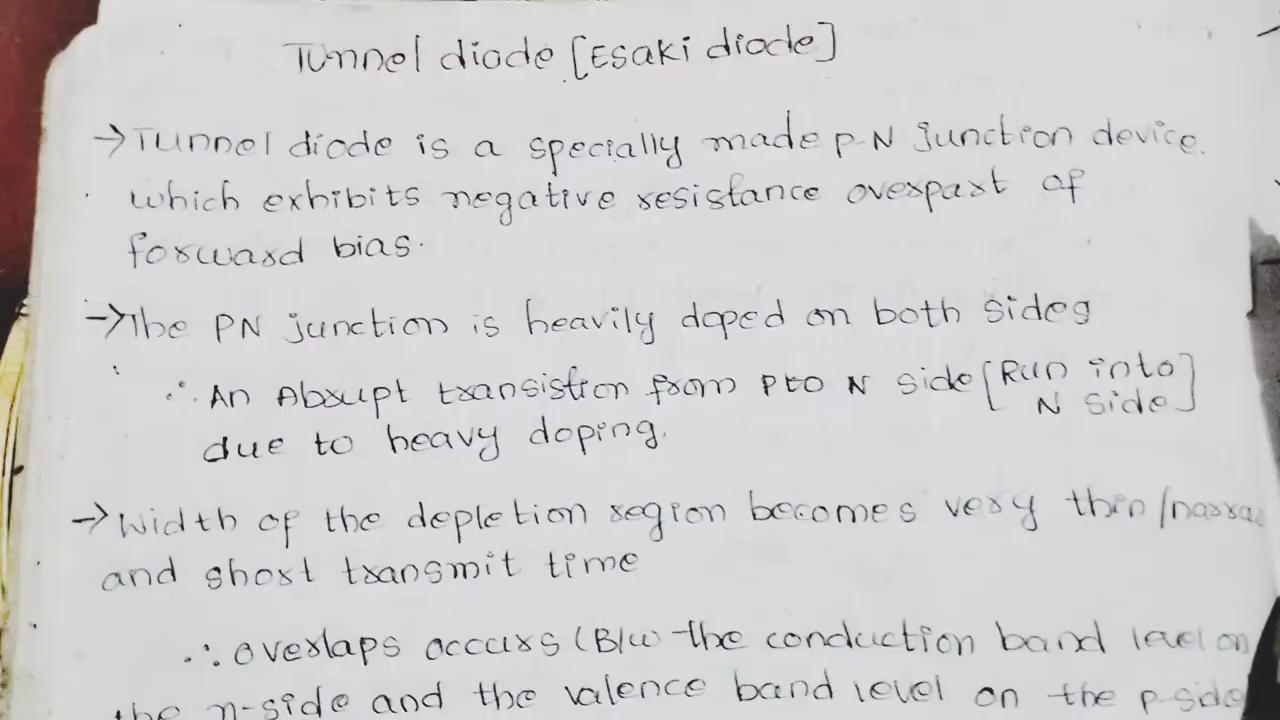 Tunnel diode [Esaki diode]
→ Tunnel diode is a specially made P-N junction device.
which exhibits negative resistance overpart of
forward bias.
→ The PN junction is heavily doped on both sides
∴ An Abrupt transistion from P to N side [Run into
N side]
due to heavy doping.
→ Width of the depletion region becomes very thin/narro
and short transmit time
∴ overlaps occurs (B/w the conduction band level on
the n-side and the valence band level on the p-side